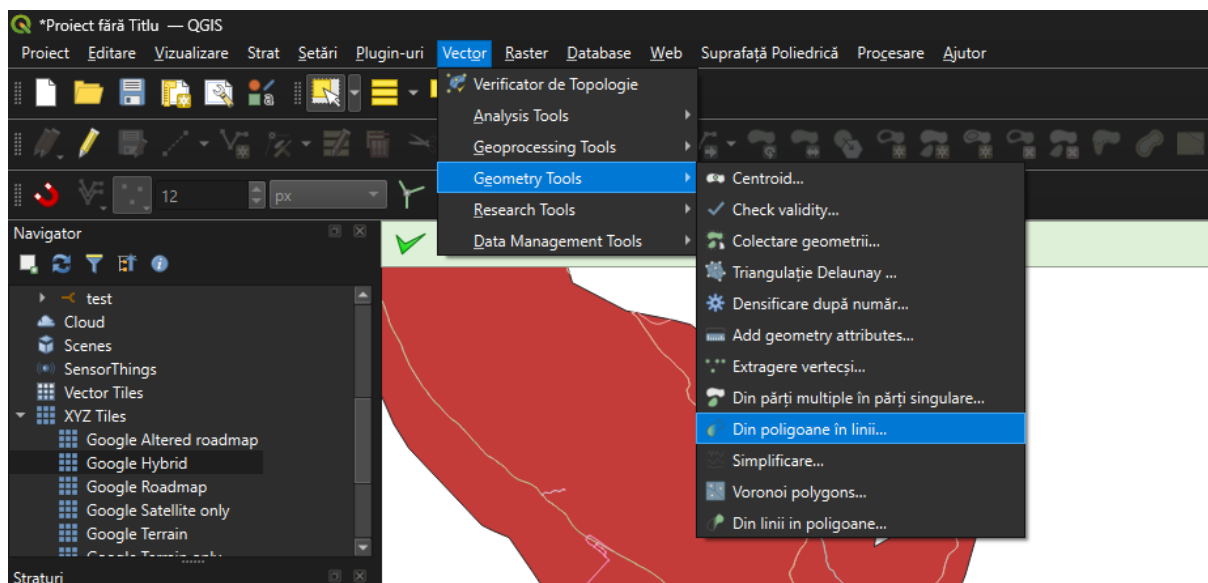 *Proiect fără Titlu — QGIS
Proiect Editare Vizualizare Strat Setări Plugin-uri Vector Raster Database Web Suprafață Poliedrică Procesare Ajutor
Verificator de Topologie
Analysis Tools
Geoprocessing Tools
Geometry Tools
Research Tools
Data Management Tools
Centroid...
Check validity...
Colectare geometrii...
Triangulație Delaunay ...
Densificare după număr...
Add geometry attributes...
Extragere vertecși...
Din părți multiple în părți singulare...
Din poligoane în linii...
Simplificare...
Voronoi polygons...
Din linii in poligoane...
12
px
Navigator
test
Cloud
Scenes
SensorThings
Vector Tiles
XYZ Tiles
Google Altered roadmap
Google Hybrid
Google Roadmap
Google Satellite only
Google Terrain
Google Terrain only
Straturi